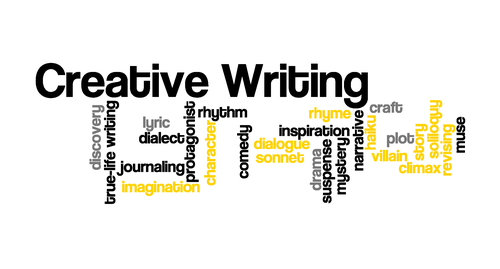 Creative Writing
discovery
true-life writing
lyric
dialect
journaling
imagination
protagonist
rhythm
character
comedy
dialogue
sonnet
inspiration
rhyme
drama
suspense
mystery
narrative
haiku
craft
plot
villain
climax
story
soliloquy
revising
muse